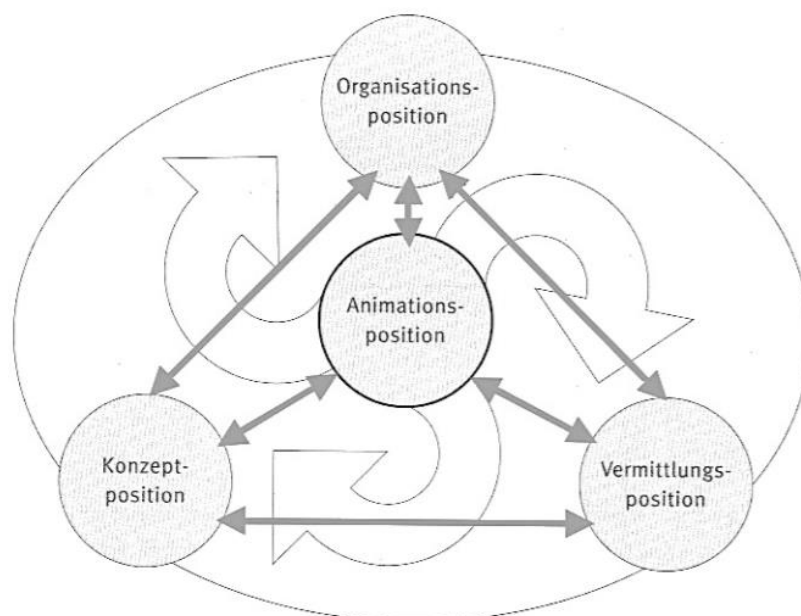 Organisations-
position
Animations-
position
Konzept-
position
Vermittlungs-
position